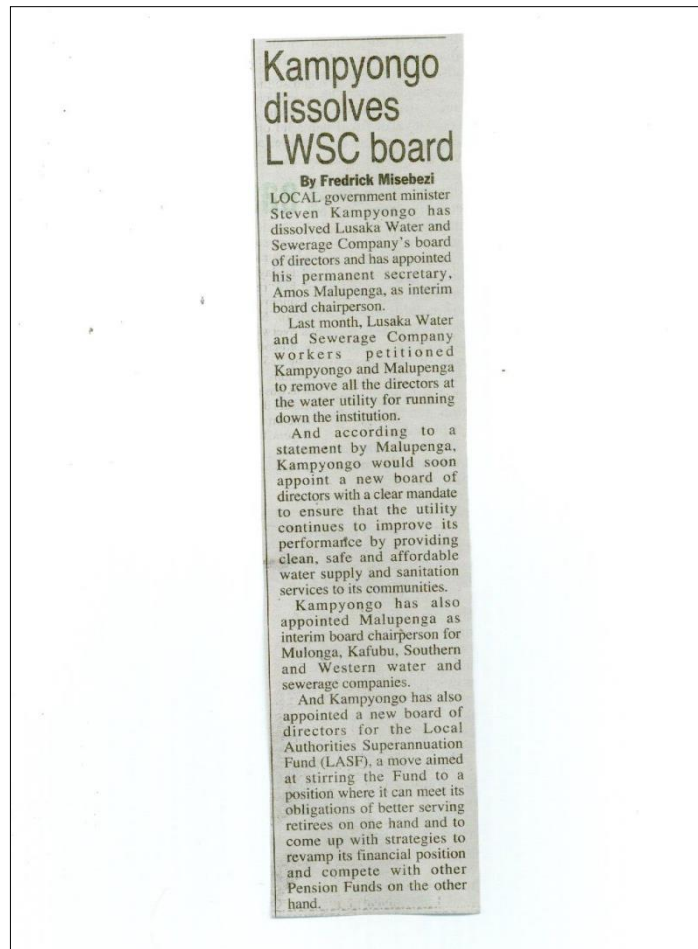 Kampyongo
dissolves
LWSC board
By Fredrick Misebezi
LOCAL government minister
Steven Kampyongo has
dissolved Lusaka Water and
Sewerage Company's board
of directors and has appointed
his permanent secretary,
Amos Malupenga, as interim
board chairperson.
Last month, Lusaka Water
and Sewerage Company
workers petitioned
Kampyongo and Malupenga
to remove all the directors at
the water utility for running
down the institution.
And according to a
statement by Malupenga,
Kampyongo would soon
appoint a new board of
directors with a clear mandate
to ensure that the utility
continues to improve its
performance by providing
clean, safe and affordable
water supply and sanitation
services to its communities.
Kampyongo has also
appointed Malupenga as
interim board chairperson for
Mulonga, Kafubu, Southern
and Western water and
sewerage companies.
And Kampyongo has also
appointed a new board of
directors for the Local
Authorities Superannuation
Fund (LASF), a move aimed
at stirring the Fund to a
position where it can meet its
obligations of better serving
retirees on one hand and to
come up with strategies to
revamp its financial position
and compete with other
Pension Funds on the other
hand.